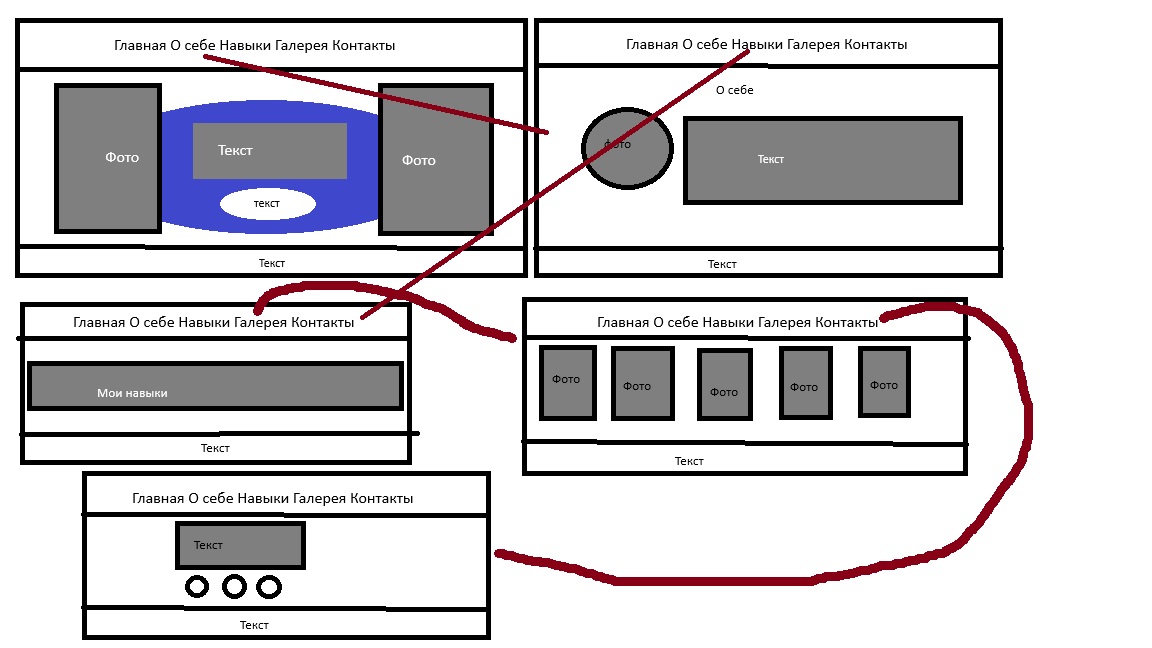 Главная О себе Навыки Галерея Контакты
Фото
Текст
Фото
текст
Текст
Главная О себе Навыки Галерея Контакты
О себе
фото
Текст
Текст
Главная О себе Навыки Галерея Контакты
Мои навыки
Текст
Главная О себе Навыки Галерея Контакты
Фото Фото Фото Фото Фото
Текст
Главная О себе Навыки Галерея Контакты
Текст
Текст